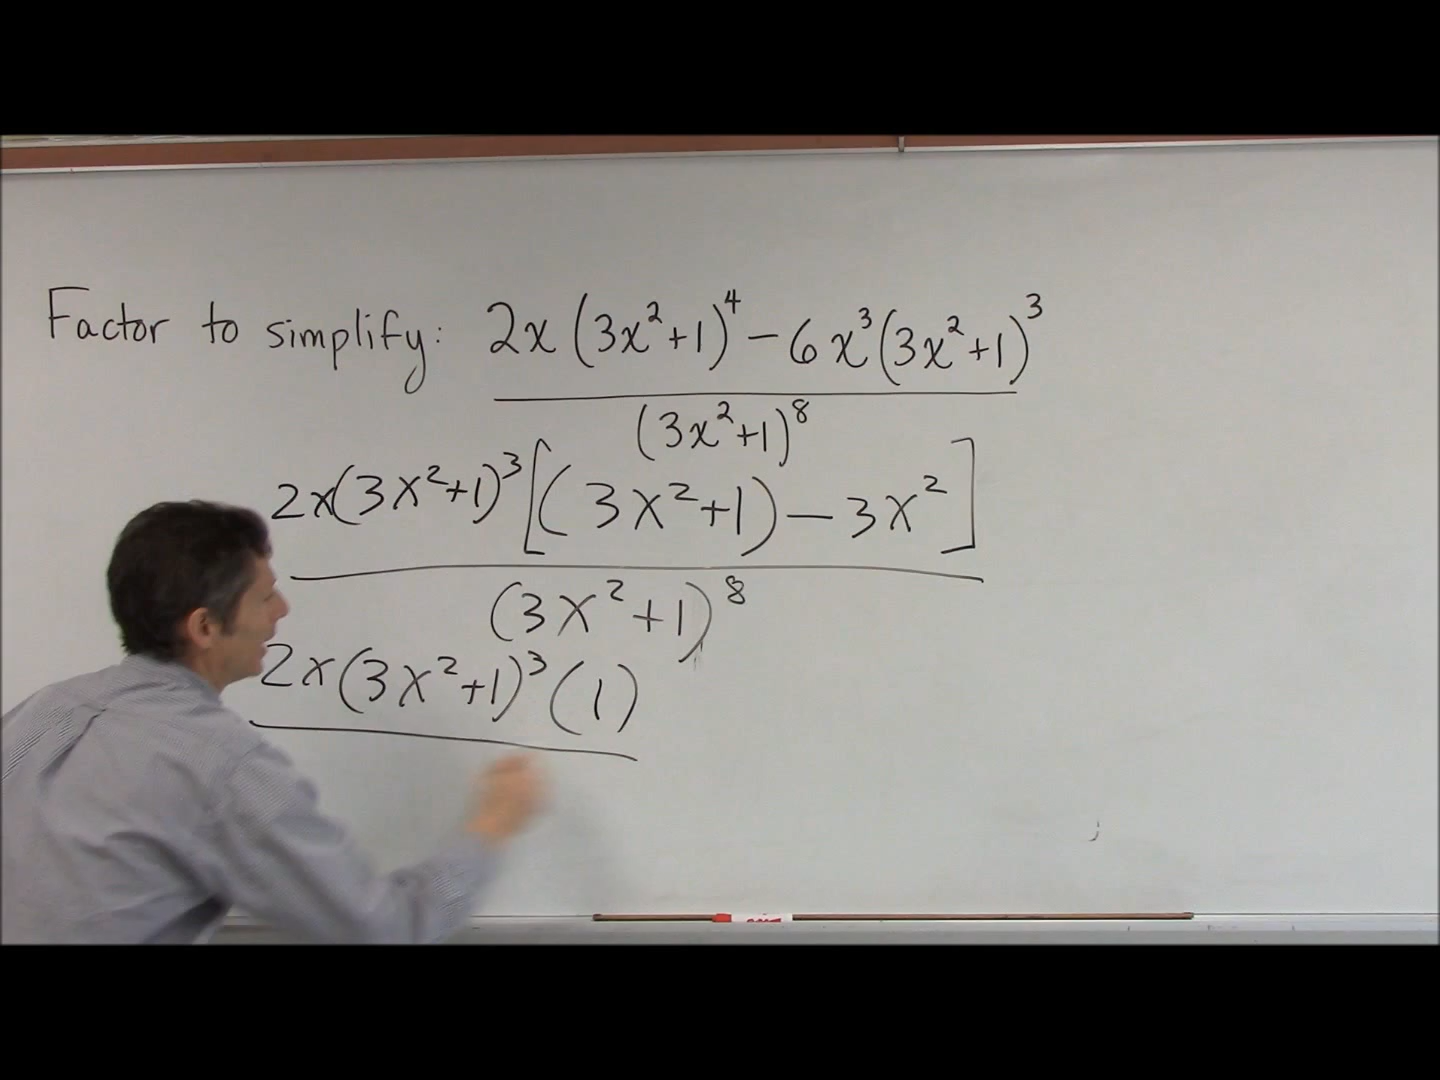 Factor to simplify: 2x(3x²+1)⁴ − 6x³(3x²+1)³
(3x²+1)⁸
2x(3x²+1)³[(3x²+1) − 3x²]
(3x²+1)⁸
2x(3x²+1)³(1)